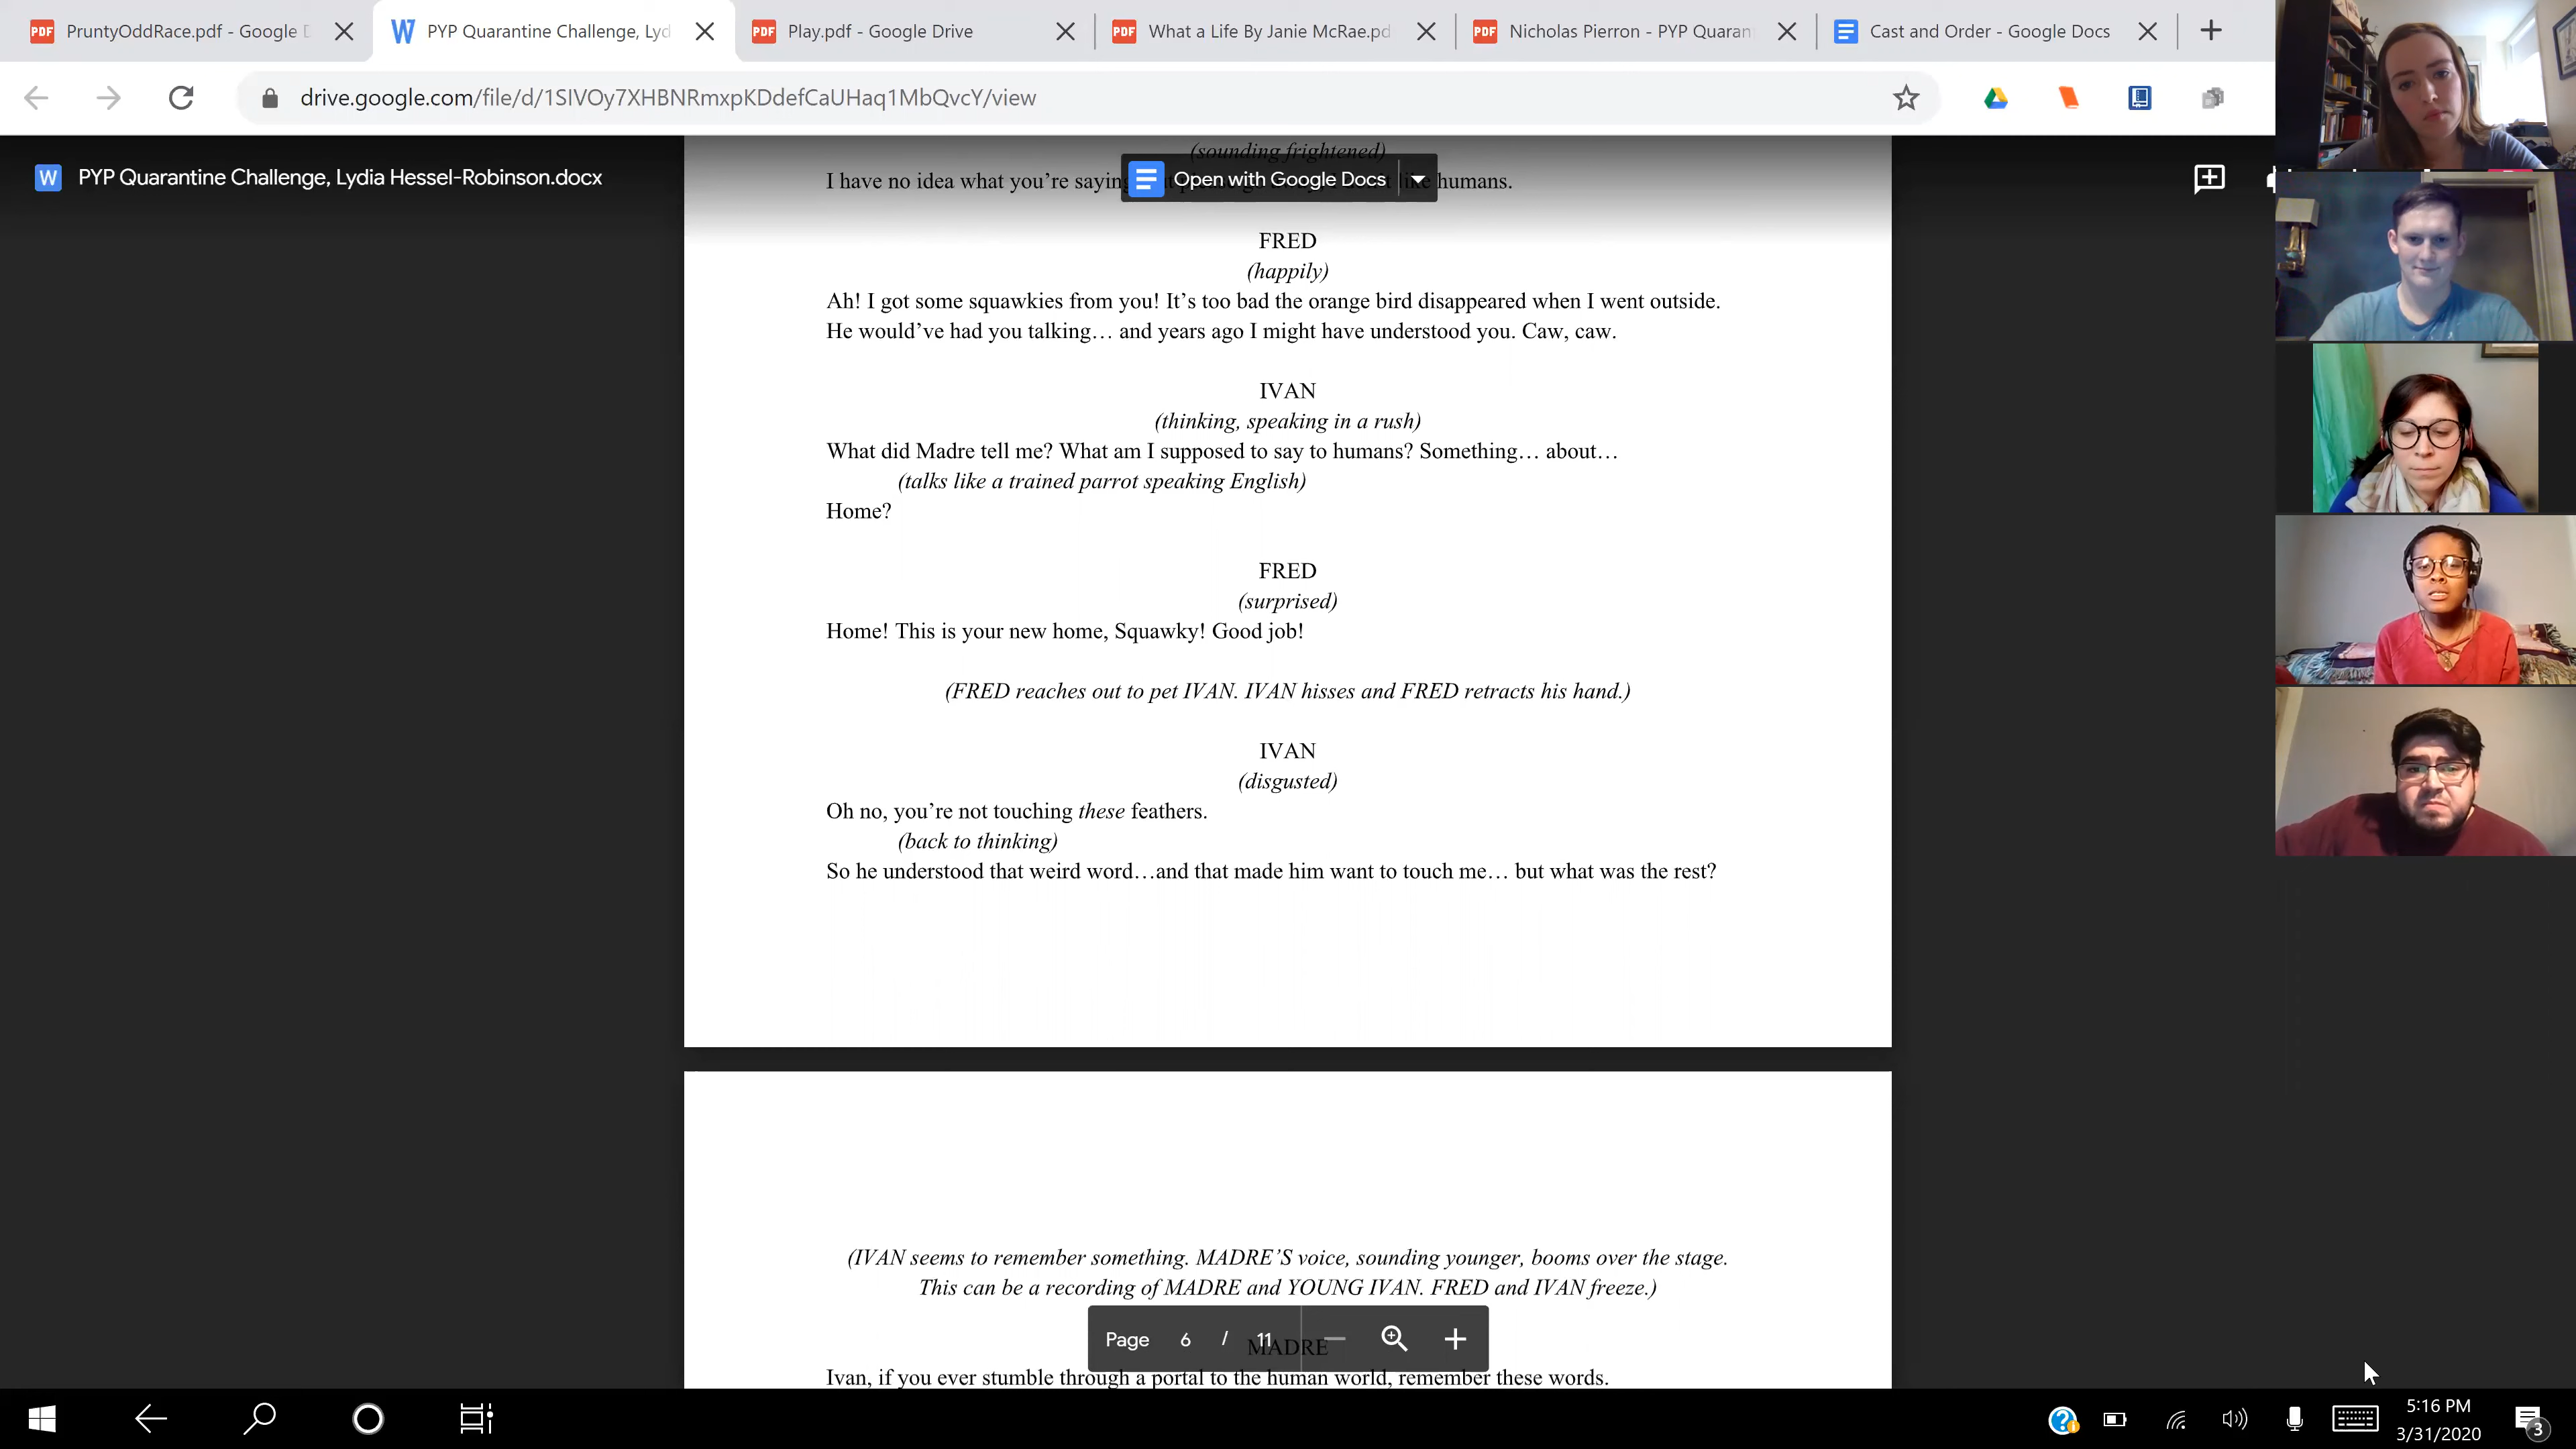 PDF PruntyOddRace.pdf - Google D
W PYP Quarantine Challenge, Lyd
PDF Play.pdf - Google Drive
PDF What a Life By Janie McRae.pd
PDF Nicholas Pierron - PYP Quaran
Cast and Order - Google Docs
drive.google.com/file/d/1SIVOy7XHBNRmxpKDdefCaUHaq1MbQvcY/view
W PYP Quarantine Challenge, Lydia Hessel-Robinson.docx
(sounding frightened)
Open with Google Docs
I have no idea what you're saying humans.
FRED
(happily)
Ah! I got some squawkies from you! It's too bad the orange bird disappeared when I went outside.
He would've had you talking… and years ago I might have understood you. Caw, caw.
IVAN
(thinking, speaking in a rush)
What did Madre tell me? What am I supposed to say to humans? Something… about…
(talks like a trained parrot speaking English)
Home?
FRED
(surprised)
Home! This is your new home, Squawky! Good job!
(FRED reaches out to pet IVAN. IVAN hisses and FRED retracts his hand.)
IVAN
(disgusted)
Oh no, you're not touching these feathers.
(back to thinking)
So he understood that weird word…and that made him want to touch me… but what was the rest?
(IVAN seems to remember something. MADRE'S voice, sounding younger, booms over the stage.
This can be a recording of MADRE and YOUNG IVAN. FRED and IVAN freeze.)
Page 6 / 11
MADRE
Ivan, if you ever stumble through a portal to the human world, remember these words.
5:16 PM
3/31/2020
3